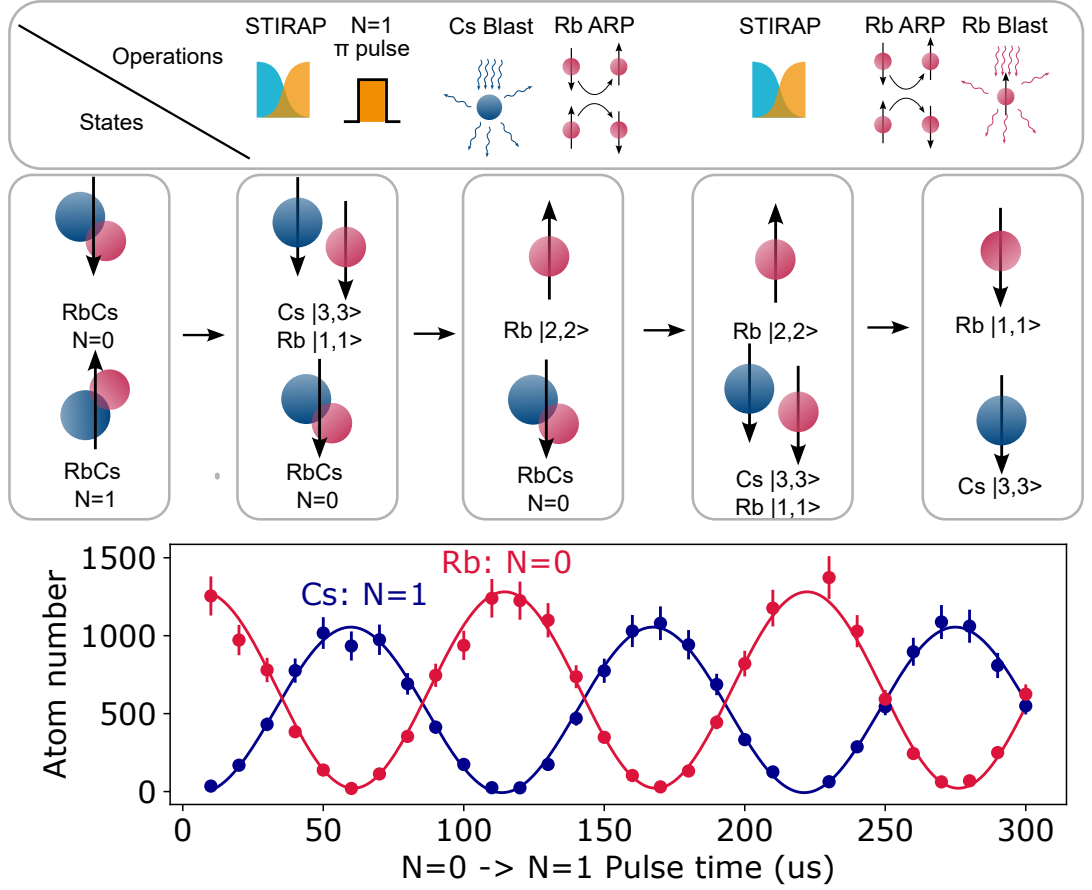 Operations
States
STIRAP
N=1
π pulse
Cs Blast
Rb ARP
STIRAP
Rb ARP
Rb Blast
RbCs
N=0
RbCs
N=1
Cs |3,3>
Rb |1,1>
RbCs
N=0
Rb |2,2>
RbCs
N=0
Rb |2,2>
Cs |3,3>
Rb |1,1>
Rb |1,1>
Cs |3,3>
Rb: N=0
Cs: N=1
Atom number
1500
1000
500
0
0 50 100 150 200 250 300
N=0 -> N=1 Pulse time (us)